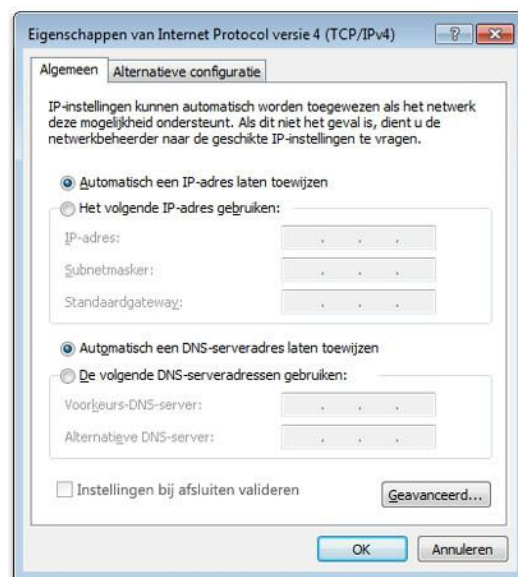 Eigenschappen van Internet Protocol versie 4 (TCP/IPv4)
Algemeen
Alternatieve configuratie
IP-instellingen kunnen automatisch worden toegewezen als het netwerk
deze mogelijkheid ondersteunt. Als dit niet het geval is, dient u de
netwerkbeheerder naar de geschikte IP-instellingen te vragen.
Automatisch een IP-adres laten toewijzen
Het volgende IP-adres gebruiken:
IP-adres:
Subnetmasker:
Standaardgateway:
Automatisch een DNS-serveradres laten toewijzen
De volgende DNS-serveradressen gebruiken:
Voorkeurs-DNS-server:
Alternatieve DNS-server:
Instellingen bij afsluiten valideren
Geavanceerd...
OK
Annuleren